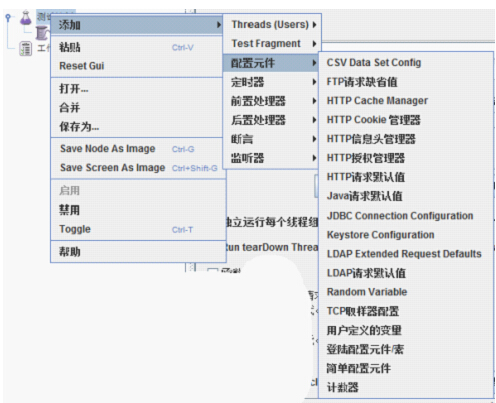 添加
粘贴 Ctrl-V
Reset Gui
打开...
合并
保存为...
Save Node As Image Ctrl-G
Save Screen As Image Ctrl+Shift-G
启用
禁用
Toggle Ctrl-T
帮助
Threads (Users)
Test Fragment
配置元件
定时器
前置处理器
后置处理器
断言
监听器
CSV Data Set Config
FTP请求缺省值
HTTP Cache Manager
HTTP Cookie 管理器
HTTP信息头管理器
HTTP授权管理器
HTTP请求默认值
Java请求默认值
JDBC Connection Configuration
Keystore Configuration
LDAP Extended Request Defaults
LDAP请求默认值
Random Variable
TCP取样器配置
用户定义的变量
登陆配置元件/素
简单配置元件
计数器
独立运行每个线程组
Run tearDown Threa